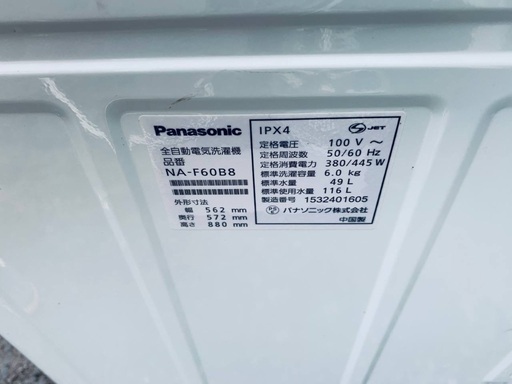 Panasonic
全自動電気洗濯機
品番
NA-F60B8
外形寸法
幅 562 mm
奥行 572 mm
高さ 880 mm
IPX4
JET
定格電圧 100 V ～
定格周波数 50/60 Hz
定格消費電力 380/445 W
標準洗濯容量 6.0 kg
標準水量 49 L
標準使用水量 116 L
製造番号 1532401605
パナソニック株式会社
中国製